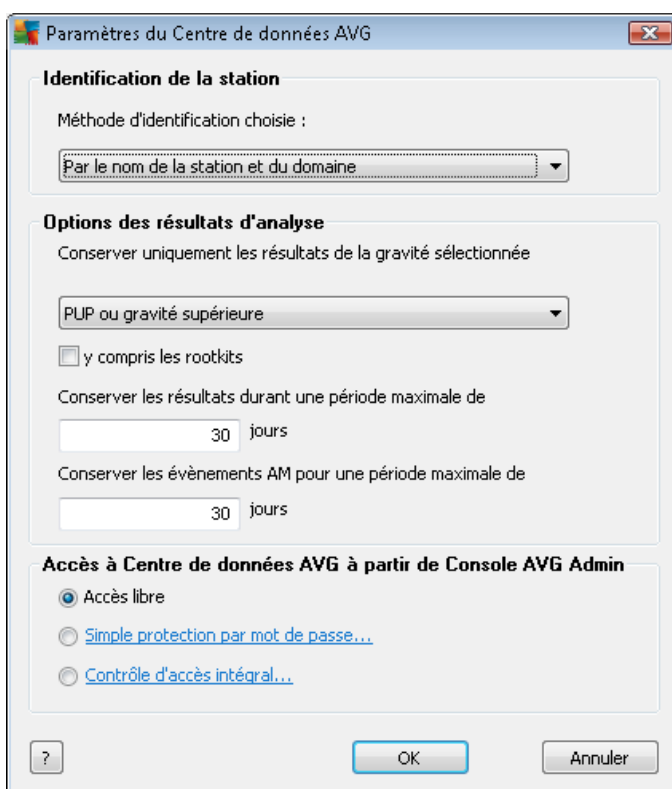 Paramètres du Centre de données AVG
Identification de la station
Méthode d'identification choisie :
Par le nom de la station et du domaine
Options des résultats d'analyse
Conserver uniquement les résultats de la gravité sélectionnée
PUP ou gravité supérieure
y compris les rootkits
Conserver les résultats durant une période maximale de
30 jours
Conserver les évènements AM pour une période maximale de
30 jours
Accès à Centre de données AVG à partir de Console AVG Admin
Accès libre
Simple protection par mot de passe...
Contrôle d'accès intégral...
? OK Annuler